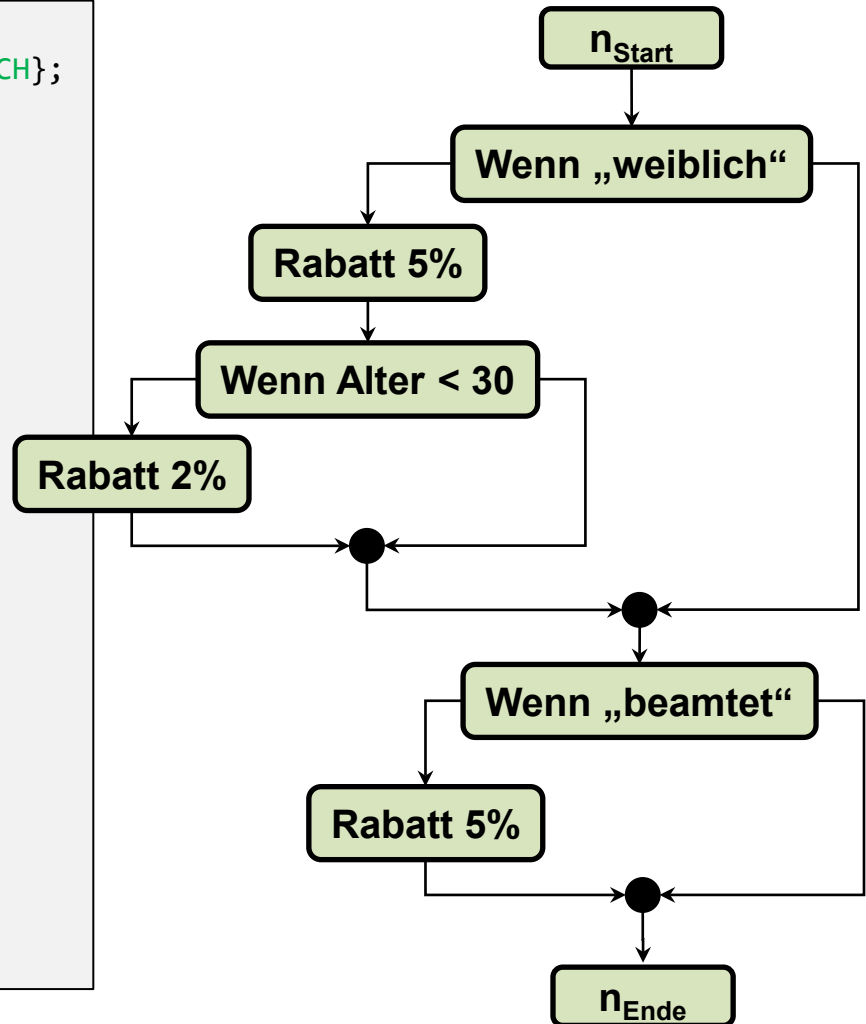 CH};
nStart
Wenn „weiblich“
Rabatt 5%
Wenn Alter < 30
Rabatt 2%
Wenn „beamtet“
Rabatt 5%
nEnde